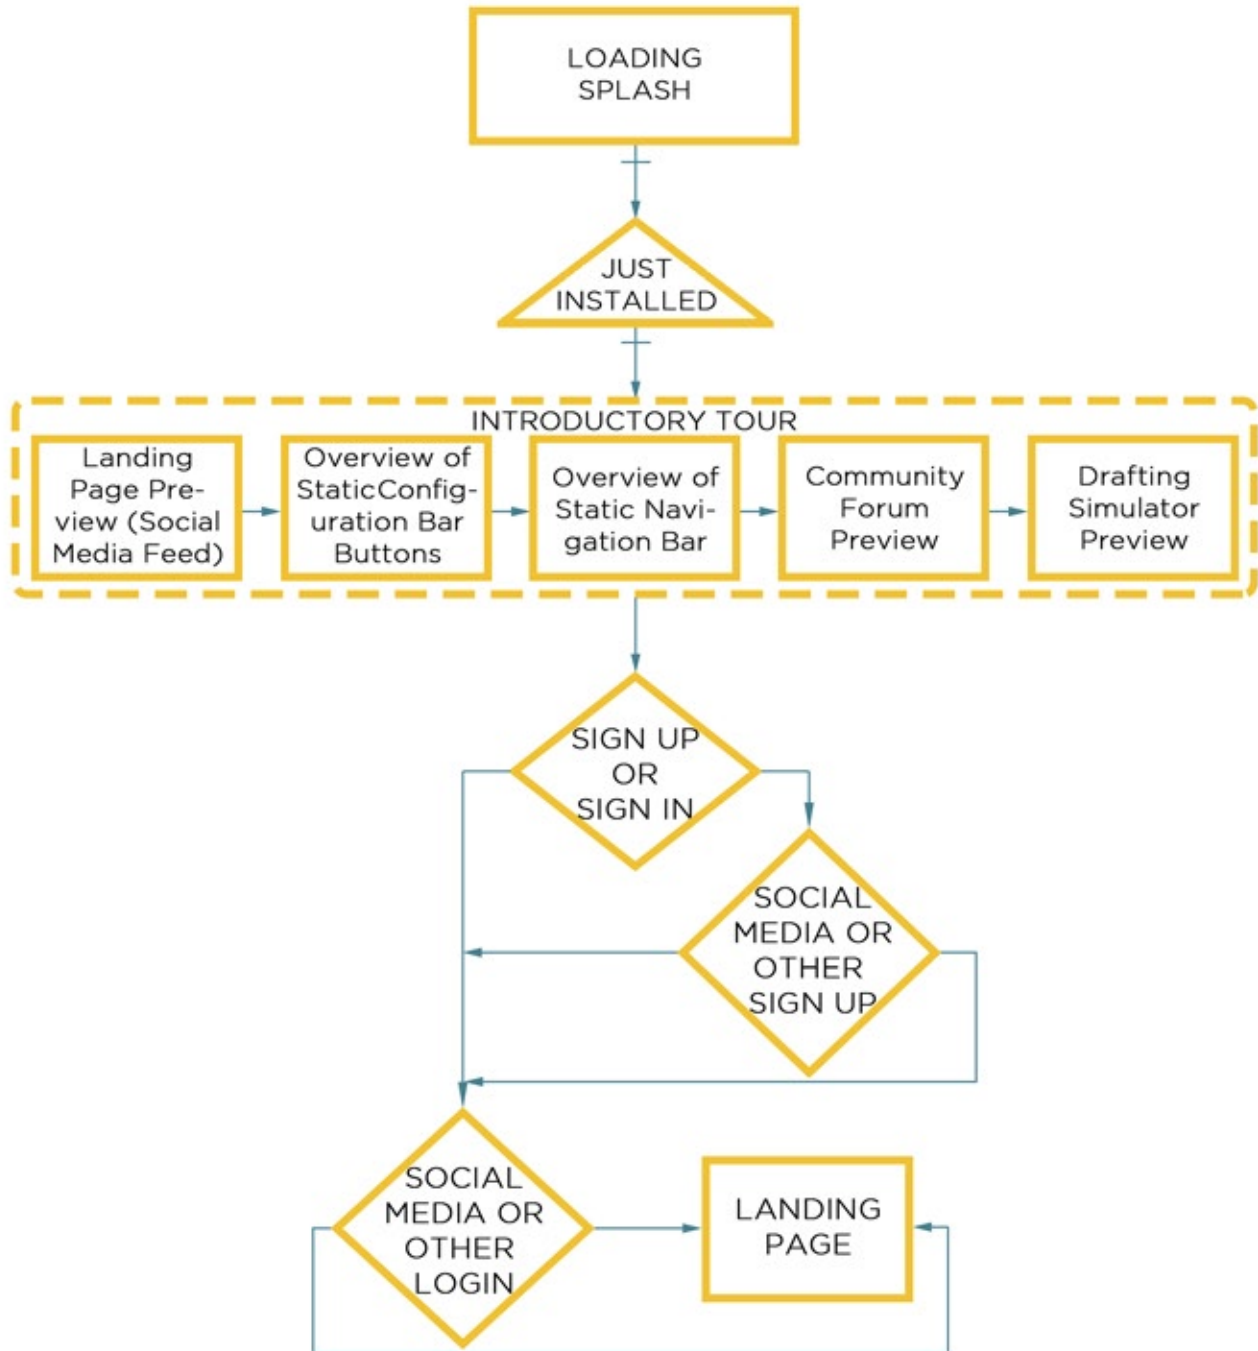 LOADING
SPLASH
JUST
INSTALLED
INTRODUCTORY TOUR
Landing
Page Pre-
view (Social
Media Feed)
Overview of
StaticConfig-
uration Bar
Buttons
Overview of
Static Navi-
gation Bar
Community
Forum
Preview
Drafting
Simulator
Preview
SIGN UP
OR
SIGN IN
SOCIAL
MEDIA OR
OTHER
SIGN UP
SOCIAL
MEDIA OR
OTHER
LOGIN
LANDING
PAGE